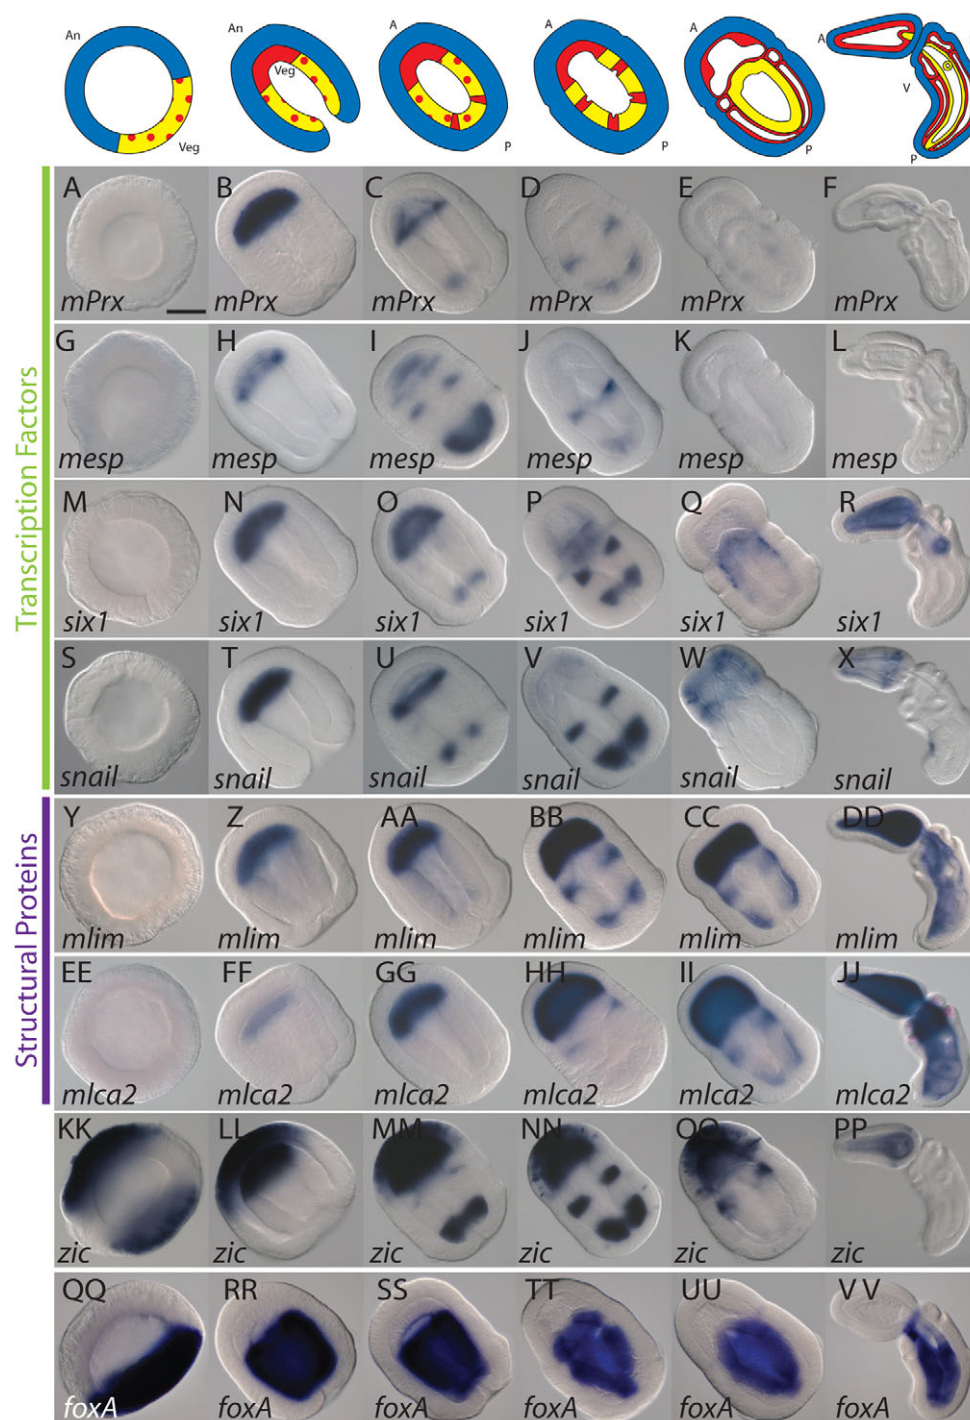 An An A A A A
Veg Veg P P P V P
Transcription Factors
A B C D E F
mPrx mPrx mPrx mPrx mPrx mPrx
G H I J K L
mesp mesp mesp mesp mesp mesp
M N O P Q R
six1 six1 six1 six1 six1 six1
S T U V W X
snail snail snail snail snail snail
Structural Proteins
Y Z AA BB CC DD
mlim mlim mlim mlim mlim mlim
EE FF GG HH II JJ
mlca2 mlca2 mlca2 mlca2 mlca2 mlca2
KK LL MM NN OO PP
zic zic zic zic zic zic
QQ RR SS TT UU VV
foxA foxA foxA foxA foxA foxA